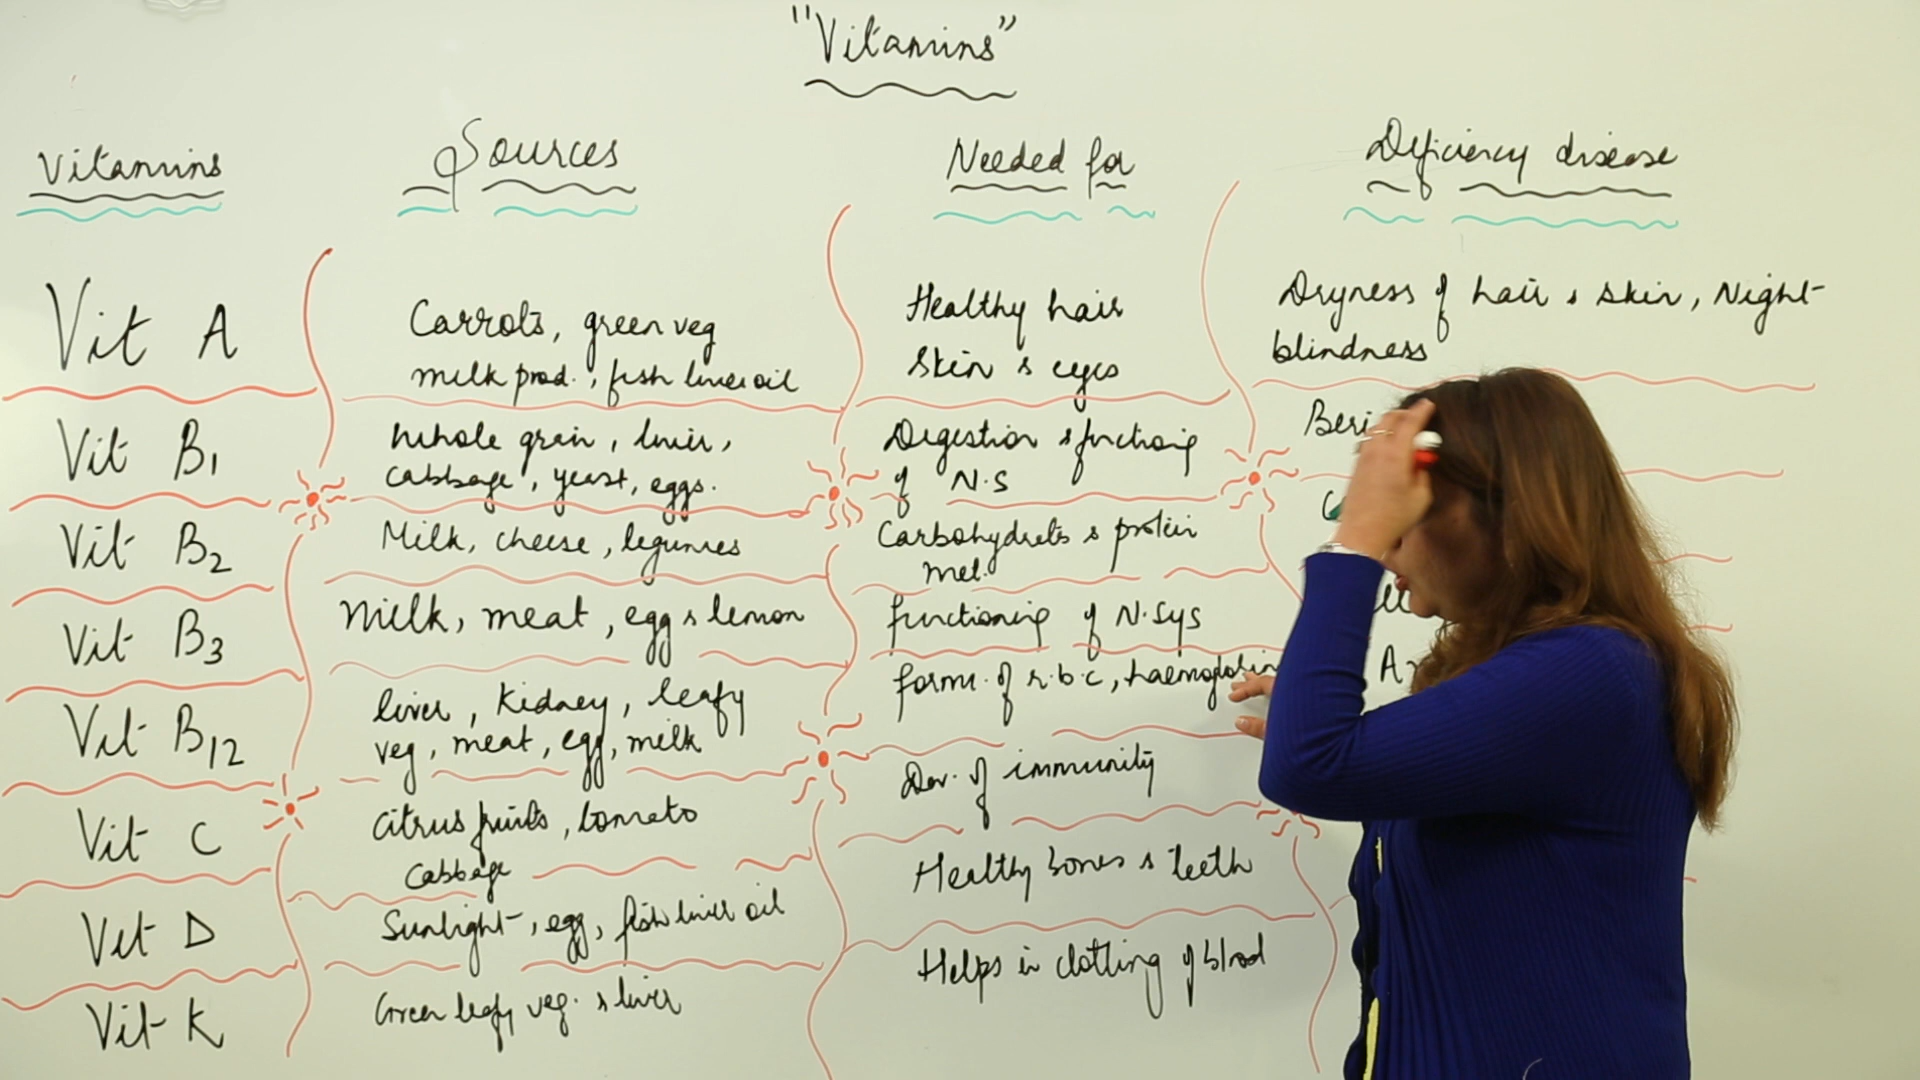 "Vitamins"
Vitamins Sources Needed for Deficiency disease
Vit A
Carrots, green veg
milk prod., fish liver oil
Healthy hair
skin & eyes
Dryness of hair & skin, Night
blindness
Vit B1
whole grain, liver,
cabbage, yeast, eggs.
Digestion & functioning
of N.S
Beri
Vit B2
Milk, cheese, legumes
Carbohydrets & protein
met.
Vit B3
Milk, meat, egg & lemon
functioning of N.Sys
Vit B12
liver, Kidney, leafy
veg, meat, egg, milk
form. of r.b.c, haemoglobin
Vit C
citrus fruits, tomato
cabbage
Dev. of immunity
Vit D
Sunlight, egg, fish liver oil
Healthy bones & teeth
Vit K
Green leafy veg. & liver
Helps in clotting of blood